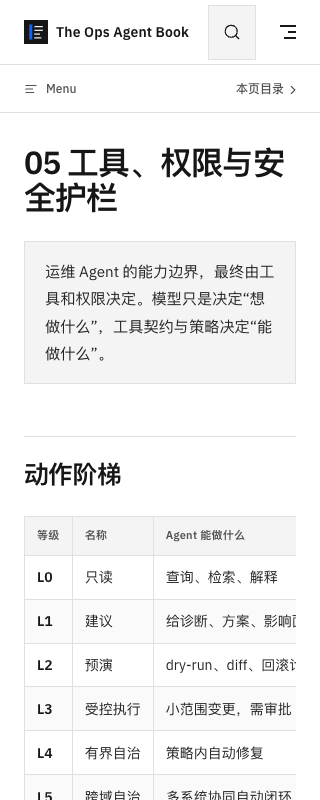 The Ops Agent Book
Menu
本页目录
05 工具、权限与安
全护栏
运维 Agent 的能力边界，最终由工
具和权限决定。模型只是决定“想
做什么”，工具契约与策略决定“能
做什么”。
动作阶梯
等级 名称 Agent 能做什么
L0 只读 查询、检索、解释
L1 建议 给诊断、方案、影响
L2 预演 dry-run、diff、回滚
L3 受控执行 小范围变更，需审批
L4 有界自治 策略内自动修复
L5 跨域自治 多系统协同自动闭环